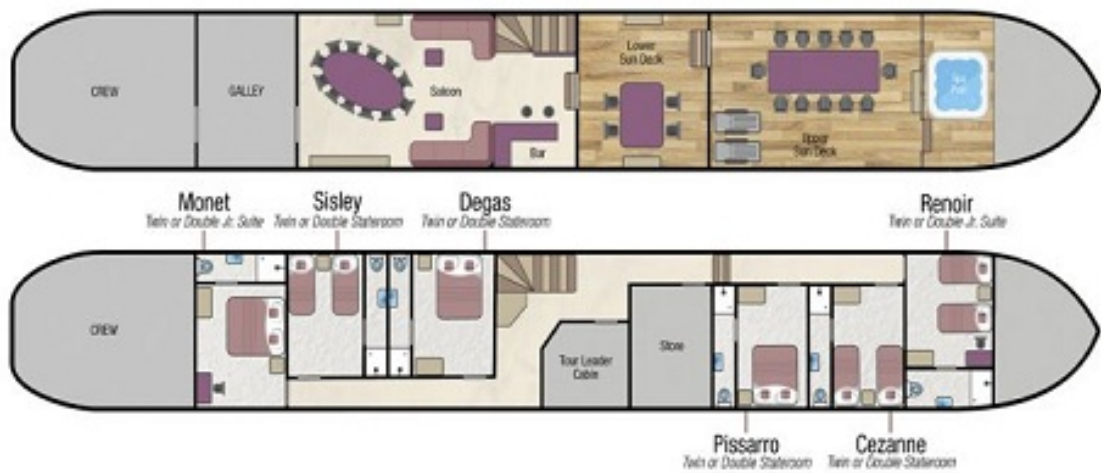 CREW
GALLEY
Saloon
Bar
Lower
Sun Deck
Upper
Sun Deck
Spa
Pool
Monet
Twin or Double Jr. Suite
Sisley
Twin or Double Stateroom
Degas
Twin or Double Stateroom
Renoir
Twin or Double Jr. Suite
CREW
Tour Leader
Cabin
Store
Pissarro
Twin or Double Stateroom
Cezanne
Twin or Double Stateroom